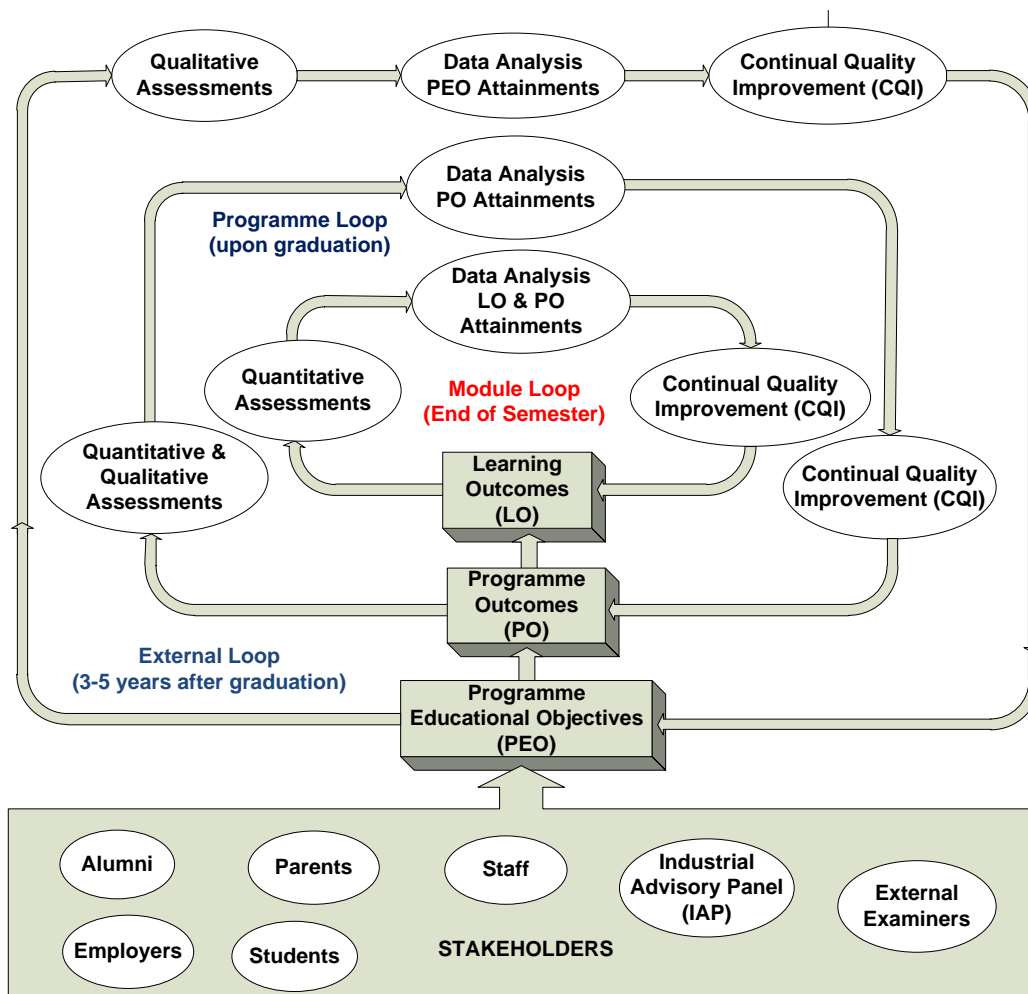 Qualitative
Assessments
Data Analysis
PEO Attainments
Continual Quality
Improvement (CQI)
Data Analysis
PO Attainments
Programme Loop
(upon graduation)
Data Analysis
LO & PO
Attainments
Quantitative
Assessments
Module Loop
(End of Semester)
Continual Quality
Improvement (CQI)
Quantitative &
Qualitative
Assessments
Learning
Outcomes
(LO)
Continual Quality
Improvement (CQI)
Programme
Outcomes
(PO)
External Loop
(3-5 years after graduation)
Programme
Educational Objectives
(PEO)
Alumni
Parents
Staff
Industrial
Advisory Panel
(IAP)
External
Examiners
Employers
Students
STAKEHOLDERS